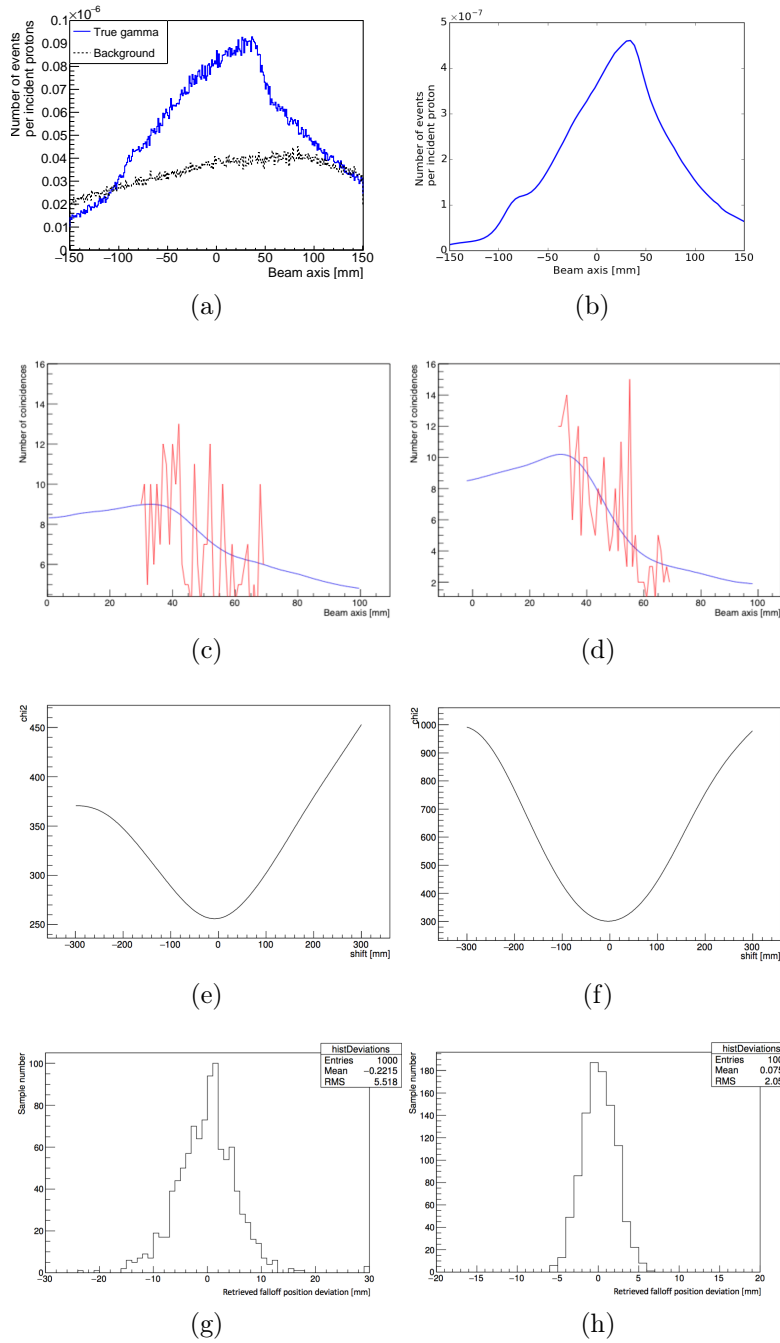 0.1 ×10⁻⁶
True gamma
Background
Number of events
per incident protons
0.09
0.08
0.07
0.06
0.05
0.04
0.03
0.02
0.01
0
−150 −100 −50 0 50 100 150
Beam axis [mm]
(a)
×10⁻⁷
Number of events
per incident proton
5
4
3
2
1
0
−150 −100 −50 0 50 100 150
Beam axis [mm]
(b)
Number of coincidences
16
14
12
10
8
6
0 20 40 60 80 100
Beam axis [mm]
(c)
Number of coincidences
16
14
12
10
8
6
4
2
0 20 40 60 80 100
Beam axis [mm]
(d)
chi2
450
400
350
300
250
−300 −200 −100 0 100 200 300
shift [mm]
(e)
chi2
1000
900
800
700
600
500
400
300
−300 −200 −100 0 100 200 300
shift [mm]
(f)
histDeviations
Entries 1000
Mean −0.2215
RMS 5.518
Sample number
100
80
60
40
20
0
−30 −20 −10 0 10 20 30
Retrieved falloff position deviation [mm]
(g)
histDeviations
Entries 100
Mean 0.075
RMS 2.05
Sample number
180
160
140
120
100
80
60
40
20
0
−20 −15 −10 −5 0 5 10 15 20
Retrieved falloff position deviation [mm]
(h)